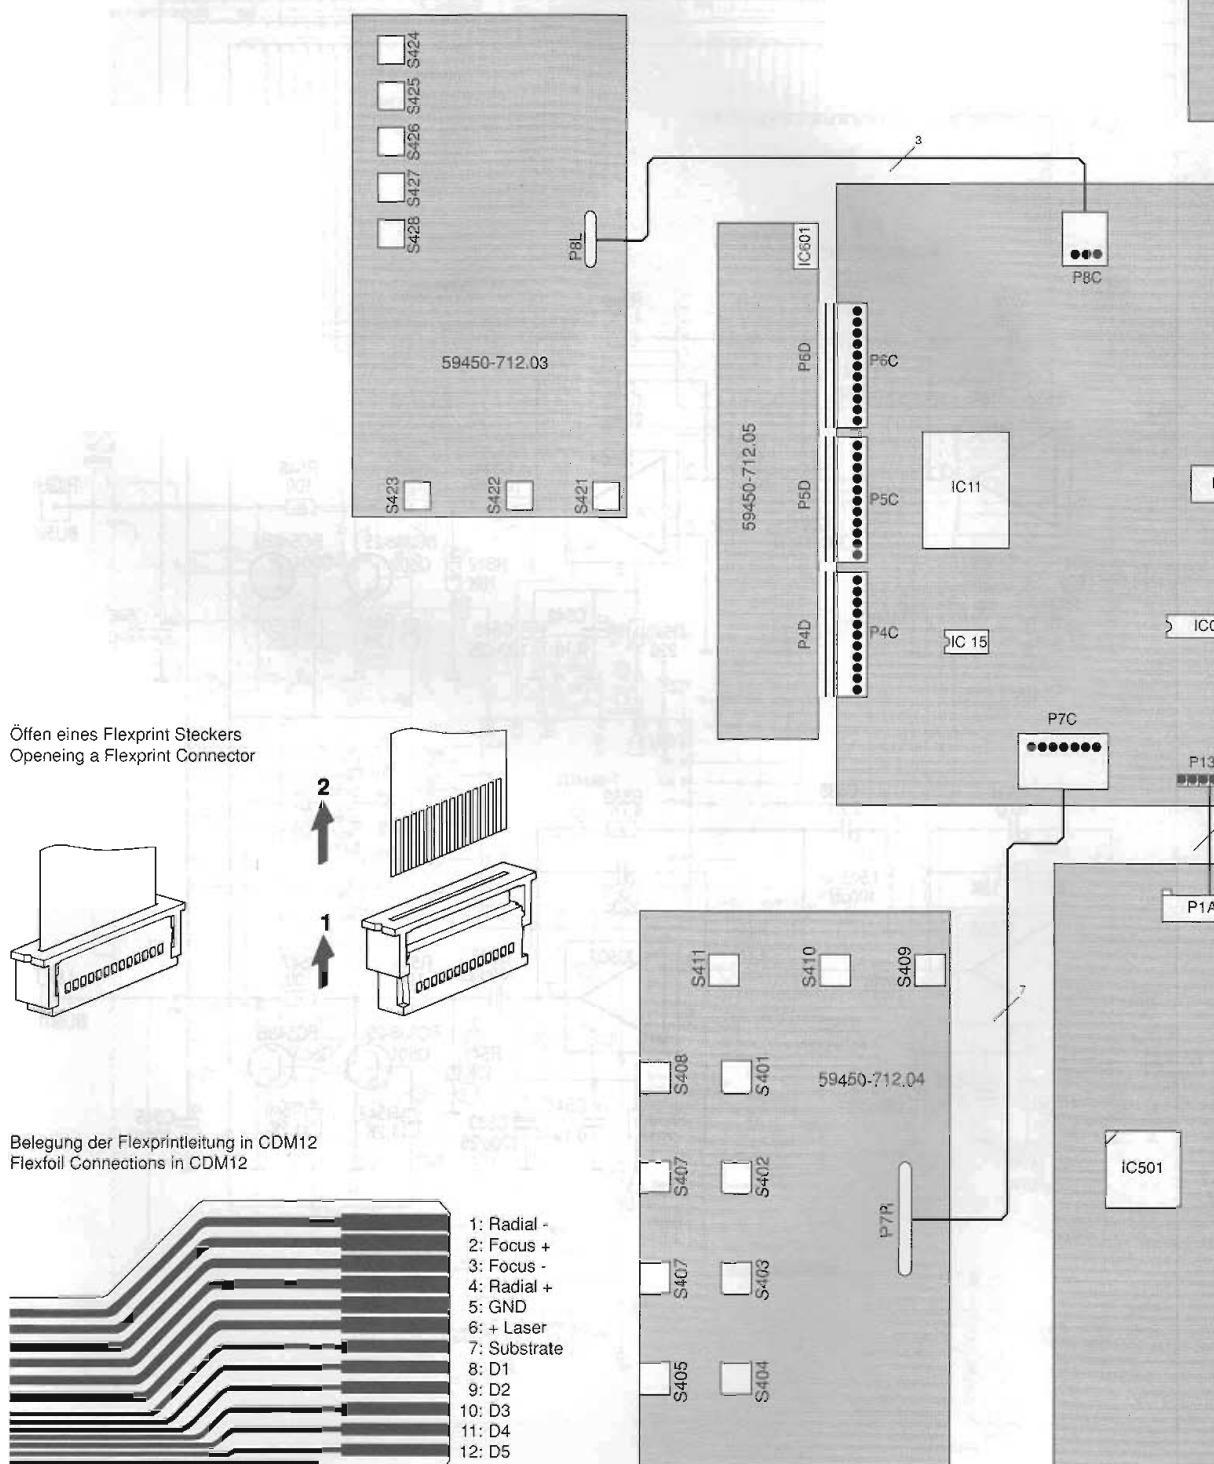 S424
S425
S426
S427
S428
P8L
59450-712.03
S423
S422
S421
3
IC601
P8C
P6D
P6C
59450-712.05
P5D
P5C
IC11
P4D
P4C
IC 15
P7C
P13
P1A
Öffen eines Flexprint Steckers
Openeing a Flexprint Connector
2
1
S411
S410
S409
7
S408
S401
59450-712.04
S407
S402
P7R
S407
S403
S405
S404
IC501
Belegung der Flexprintleitung in CDM12
Flexfoil Connections in CDM12
1: Radial -
2: Focus +
3: Focus -
4: Radial +
5: GND
6: + Laser
7: Substrate
8: D1
9: D2
10: D3
11: D4
12: D5